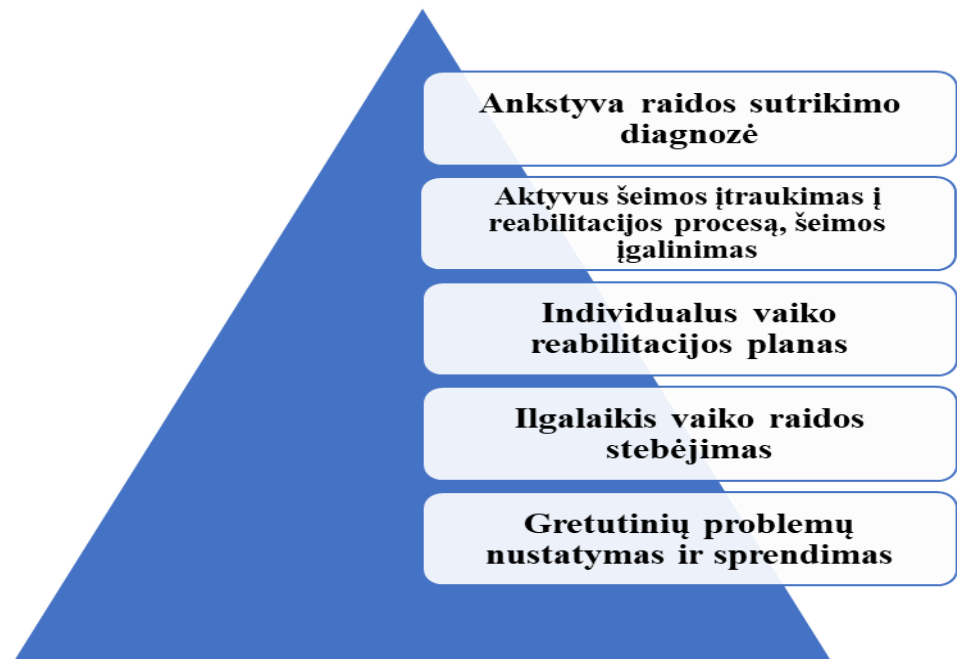 Ankstyva raidos sutrikimo
diagnozė
Aktyvus šeimos įtraukimas į
reabilitacijos procesą, šeimos
įgalinimas
Individualus vaiko
reabilitacijos planas
Ilgalaikis vaiko raidos
stebėjimas
Gretutinių problemų
nustatymas ir sprendimas